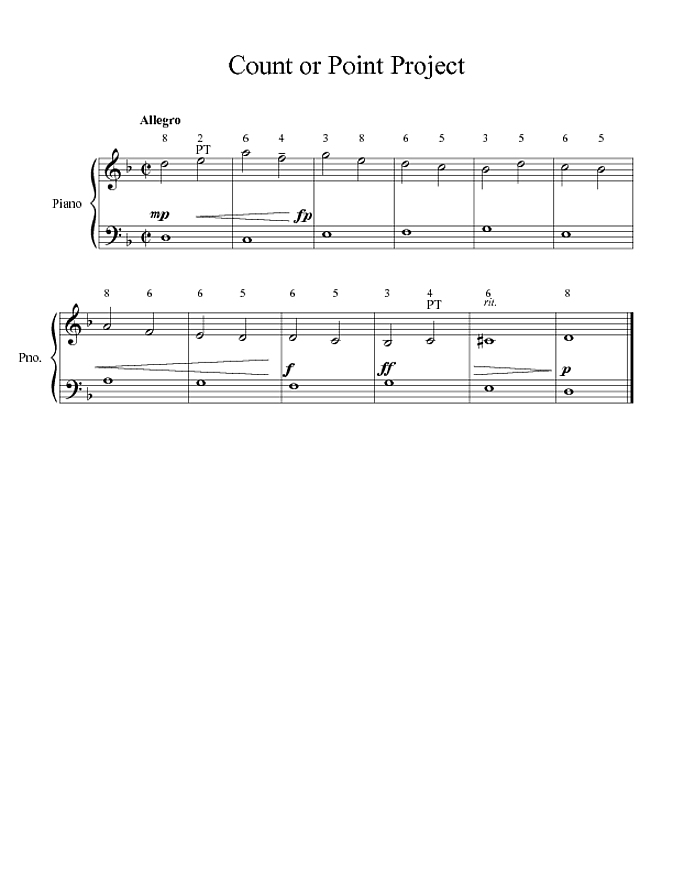 Count or Point Project
Allegro
8 2 6 4 3 8 6 5 3 5 6 5
PT
Piano
mp fp
8 6 6 5 6 5 3 4 6 8
PT rit.
Pno.
f ff p